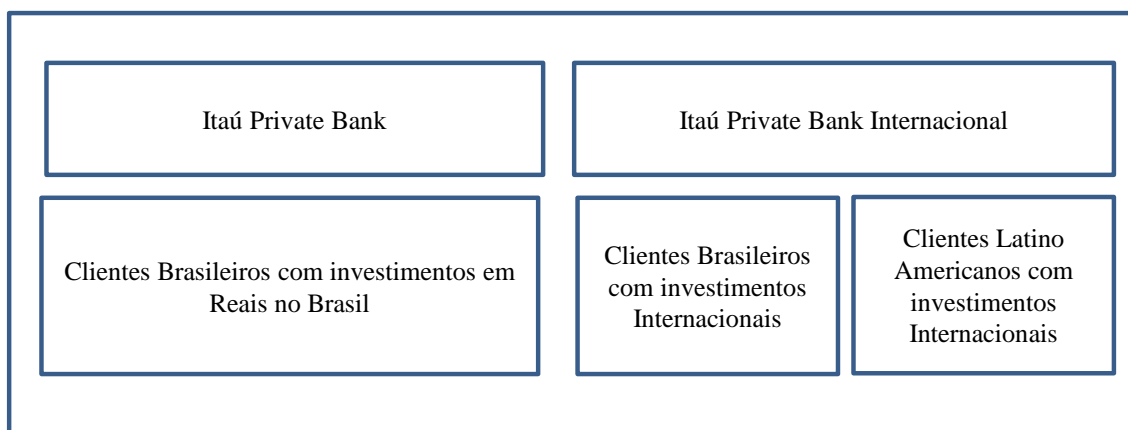 Itaú Private Bank
Itaú Private Bank Internacional
Clientes Brasileiros com investimentos em
Reais no Brasil
Clientes Brasileiros
com investimentos
Internacionais
Clientes Latino
Americanos com
investimentos
Internacionais